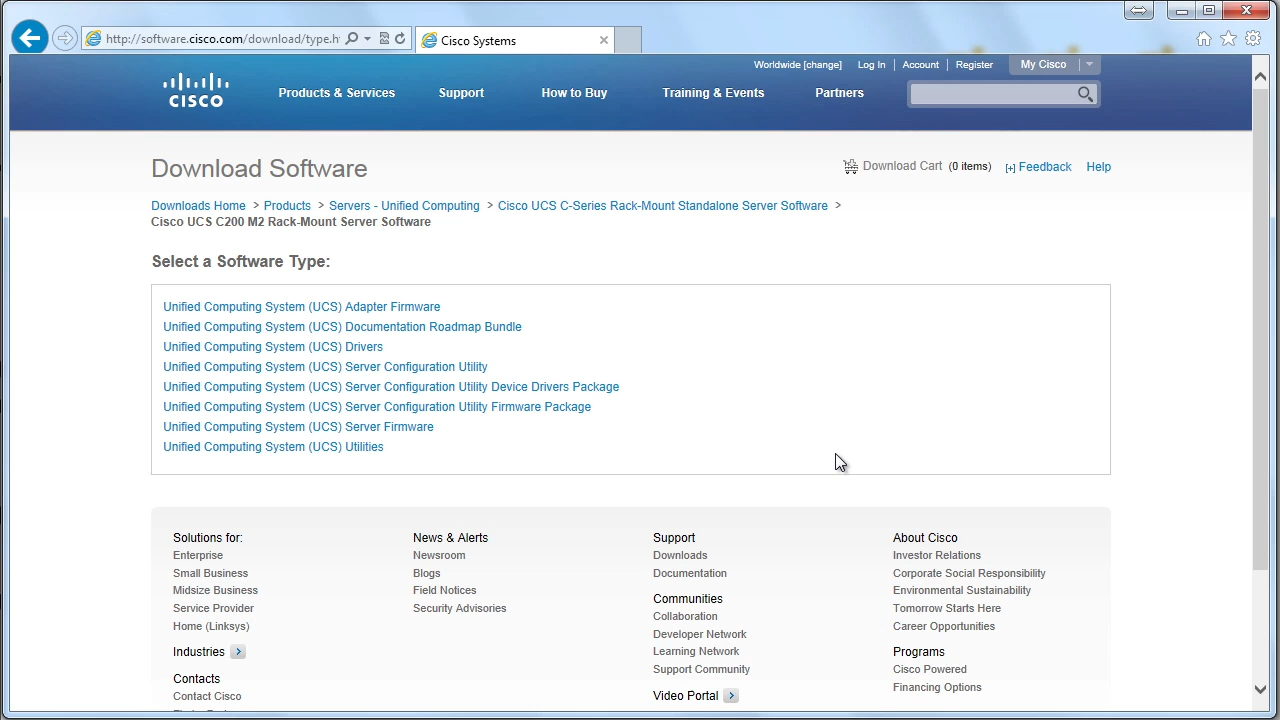 http://software.cisco.com/download/type.h
Cisco Systems
Worldwide [change] Log In Account Register My Cisco
CISCO
Products & Services Support How to Buy Training & Events Partners
Download Software
Download Cart (0 items) [+] Feedback Help
Downloads Home > Products > Servers - Unified Computing > Cisco UCS C-Series Rack-Mount Standalone Server Software >
Cisco UCS C200 M2 Rack-Mount Server Software
Select a Software Type:
Unified Computing System (UCS) Adapter Firmware
Unified Computing System (UCS) Documentation Roadmap Bundle
Unified Computing System (UCS) Drivers
Unified Computing System (UCS) Server Configuration Utility
Unified Computing System (UCS) Server Configuration Utility Device Drivers Package
Unified Computing System (UCS) Server Configuration Utility Firmware Package
Unified Computing System (UCS) Server Firmware
Unified Computing System (UCS) Utilities
Solutions for:
Enterprise
Small Business
Midsize Business
Service Provider
Home (Linksys)
Industries
Contacts
Contact Cisco
News & Alerts
Newsroom
Blogs
Field Notices
Security Advisories
Support
Downloads
Documentation
Communities
Collaboration
Developer Network
Learning Network
Support Community
Video Portal
About Cisco
Investor Relations
Corporate Social Responsibility
Environmental Sustainability
Tomorrow Starts Here
Career Opportunities
Programs
Cisco Powered
Financing Options